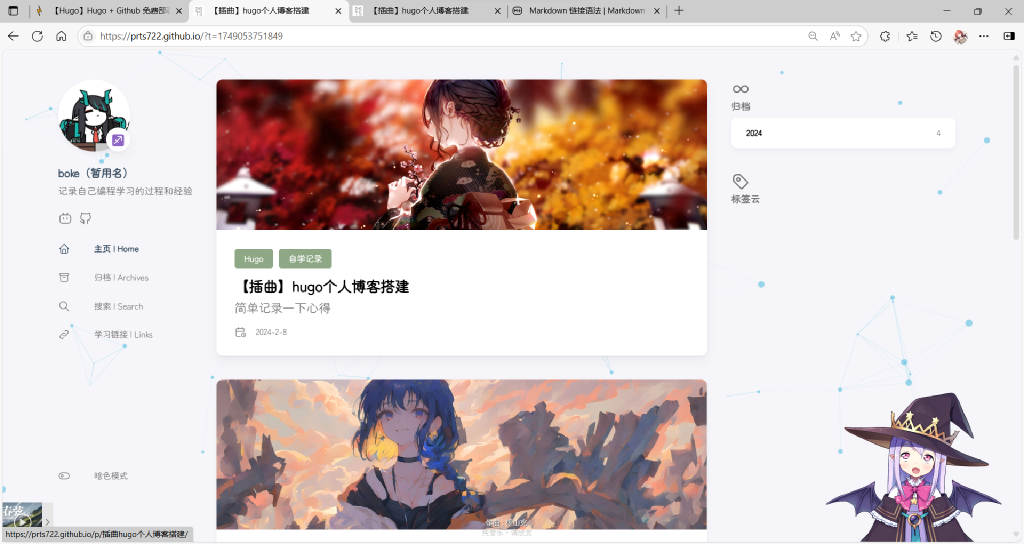 【Hugo】Hugo + Github 免费部
【插曲】hugo个人博客搭建
【插曲】hugo个人博客搭建
Markdown 链接语法 | Markdown
https://prts722.github.io/?t=1749053751849
boke（暂用名）
记录自己编程学习的过程和经验
主页 | Home
归档 | Archives
搜索 | Search
学习链接 | Links
暗色模式
Hugo
自学记录
【插曲】hugo个人博客搭建
简单记录一下心得
2024-2-8
归档
2024
4
标签云
https://prts722.github.io/p/插曲hugo个人博客搭建/